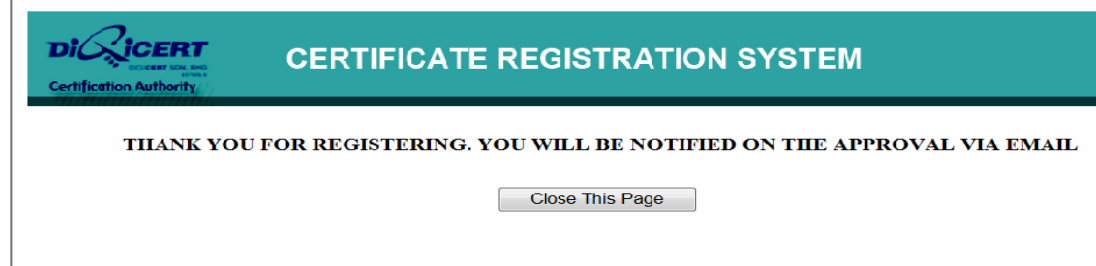 DIGICERT
DIGICERT SDN. BHD.
Certification Authority
CERTIFICATE REGISTRATION SYSTEM
THANK YOU FOR REGISTERING. YOU WILL BE NOTIFIED ON THE APPROVAL VIA EMAIL
Close This Page